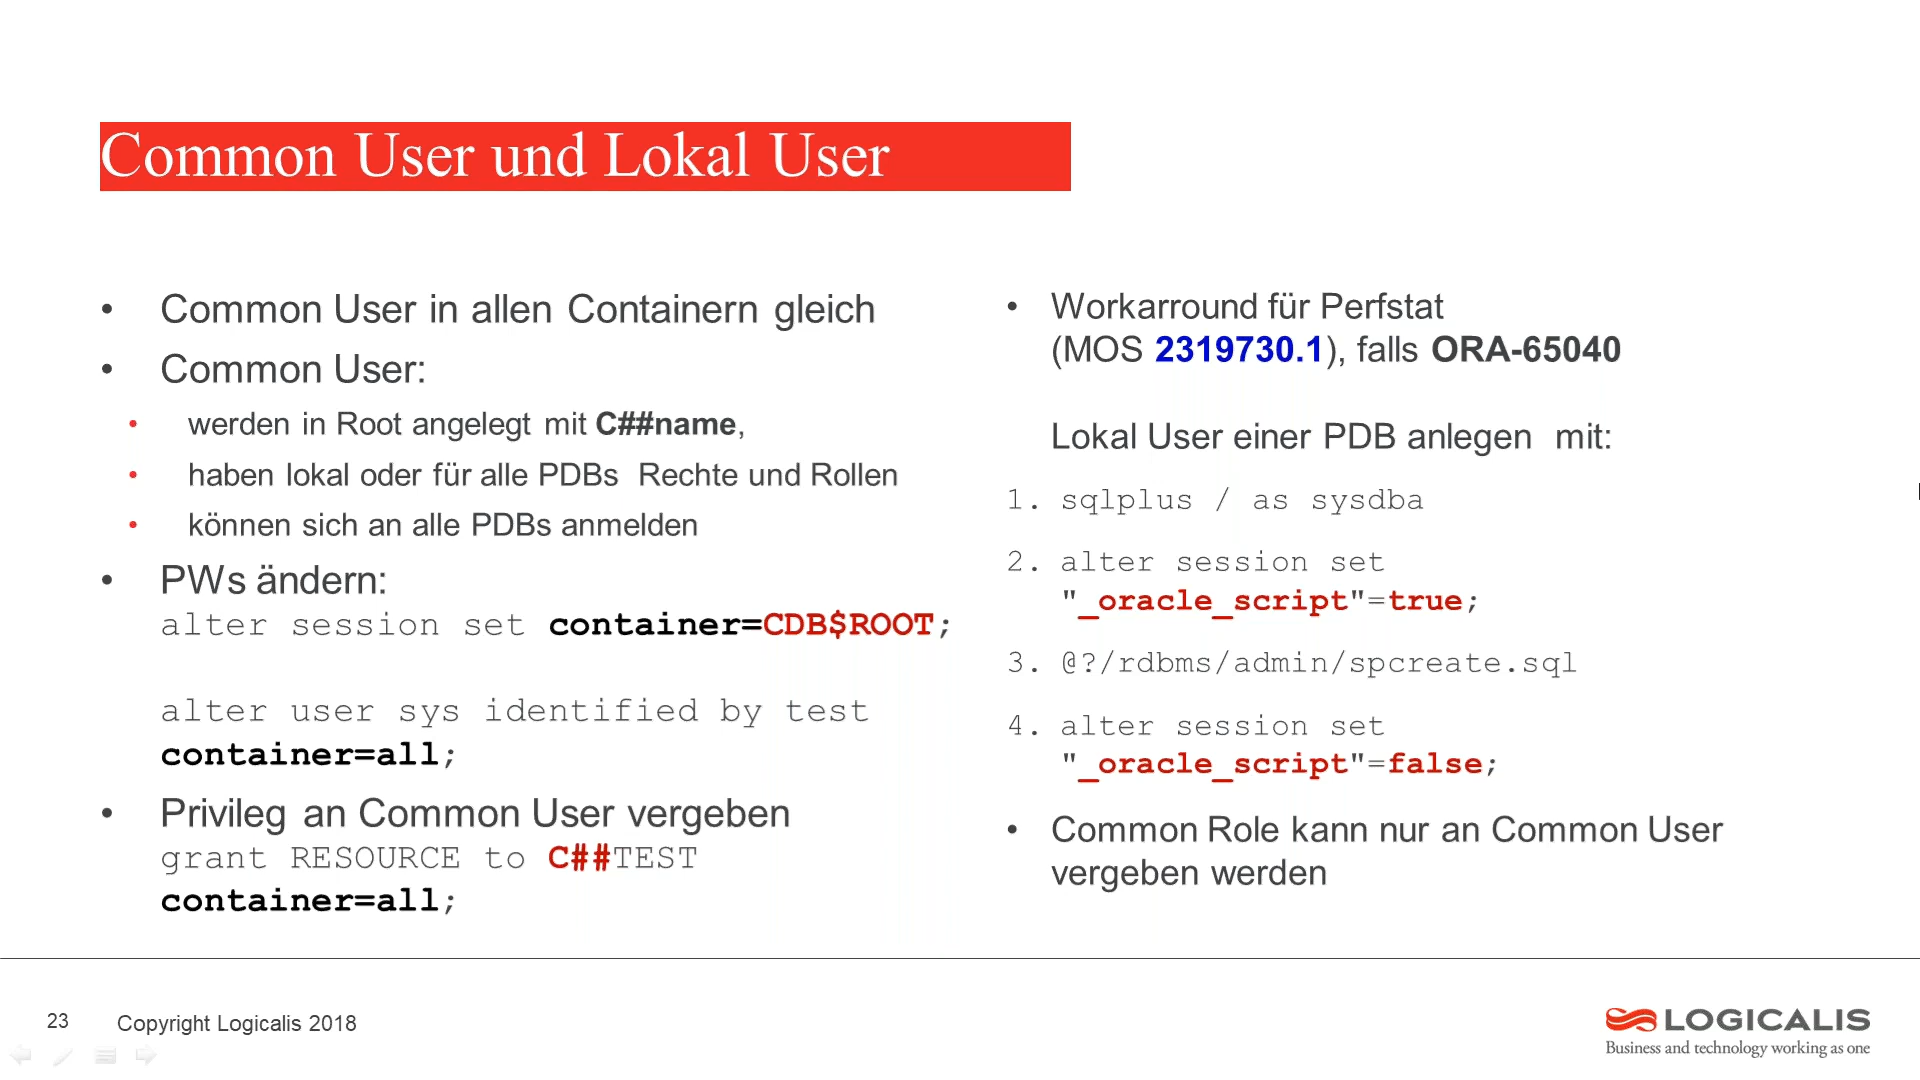 Common User und Lokal User
• Common User in allen Containern gleich
• Common User:
• werden in Root angelegt mit C##name,
• haben lokal oder für alle PDBs Rechte und Rollen
• können sich an alle PDBs anmelden
• PWs ändern:
alter session set container=CDB$ROOT;
alter user sys identified by test
container=all;
• Privileg an Common User vergeben
grant RESOURCE to C##TEST
container=all;
• Workarround für Perfstat
(MOS 2319730.1), falls ORA-65040
Lokal User einer PDB anlegen mit:
1. sqlplus / as sysdba
2. alter session set
"_oracle_script"=true;
3. @?/rdbms/admin/spcreate.sql
4. alter session set
"_oracle_script"=false;
• Common Role kann nur an Common User
vergeben werden
23 Copyright Logicalis 2018
LOGICALIS
Business and technology working as one